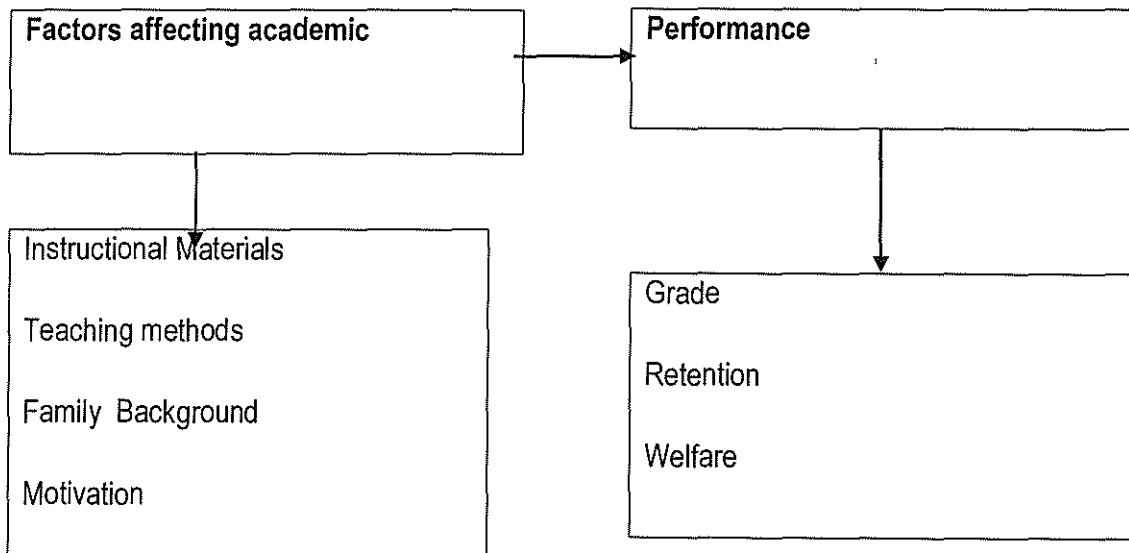 Factors affecting academic
Performance
Instructional Materials
Teaching methods
Family Background
Motivation
Grade
Retention
Welfare